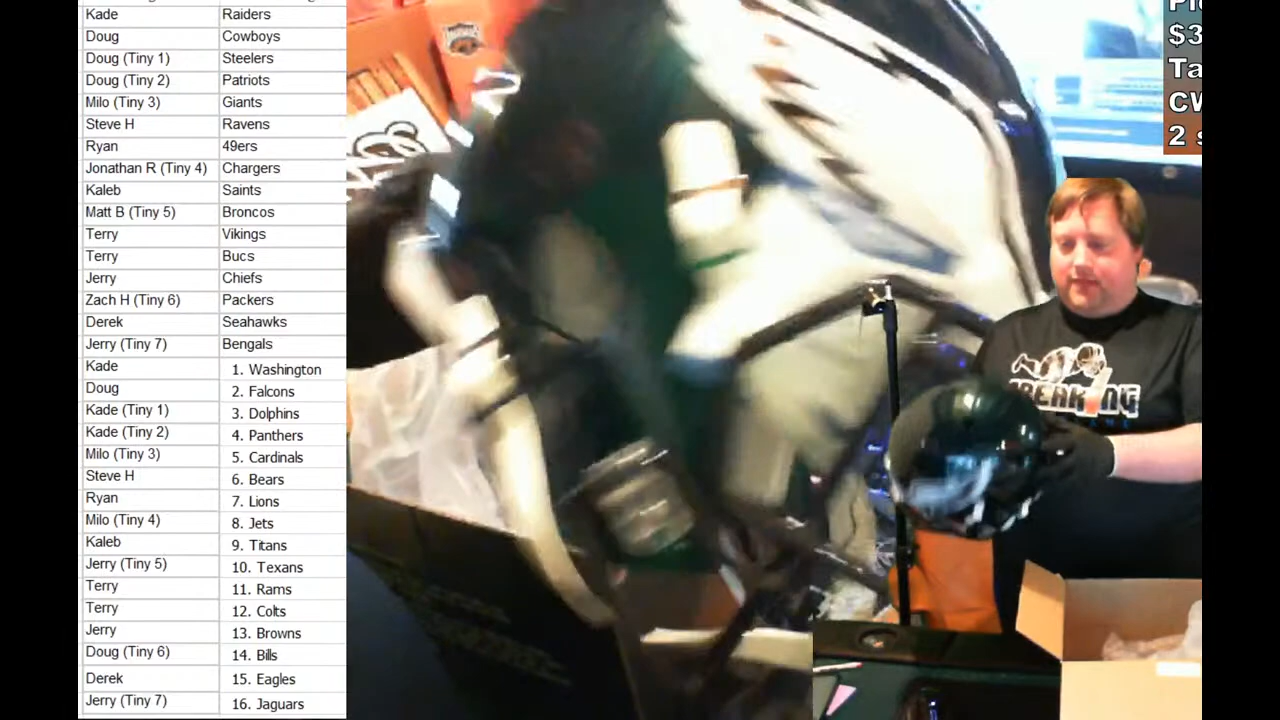 Kade Raiders
Doug Cowboys
Doug (Tiny 1) Steelers
Doug (Tiny 2) Patriots
Milo (Tiny 3) Giants
Steve H Ravens
Ryan 49ers
Jonathan R (Tiny 4) Chargers
Kaleb Saints
Matt B (Tiny 5) Broncos
Terry Vikings
Terry Bucs
Jerry Chiefs
Zach H (Tiny 6) Packers
Derek Seahawks
Jerry (Tiny 7) Bengals
Kade 1. Washington
Doug 2. Falcons
Kade (Tiny 1) 3. Dolphins
Kade (Tiny 2) 4. Panthers
Milo (Tiny 3) 5. Cardinals
Steve H 6. Bears
Ryan 7. Lions
Milo (Tiny 4) 8. Jets
Kaleb 9. Titans
Jerry (Tiny 5) 10. Texans
Terry 11. Rams
Terry 12. Colts
Jerry 13. Browns
Doug (Tiny 6) 14. Bills
Derek 15. Eagles
Jerry (Tiny 7) 16. Jaguars
$3
Ta
CW
2 s